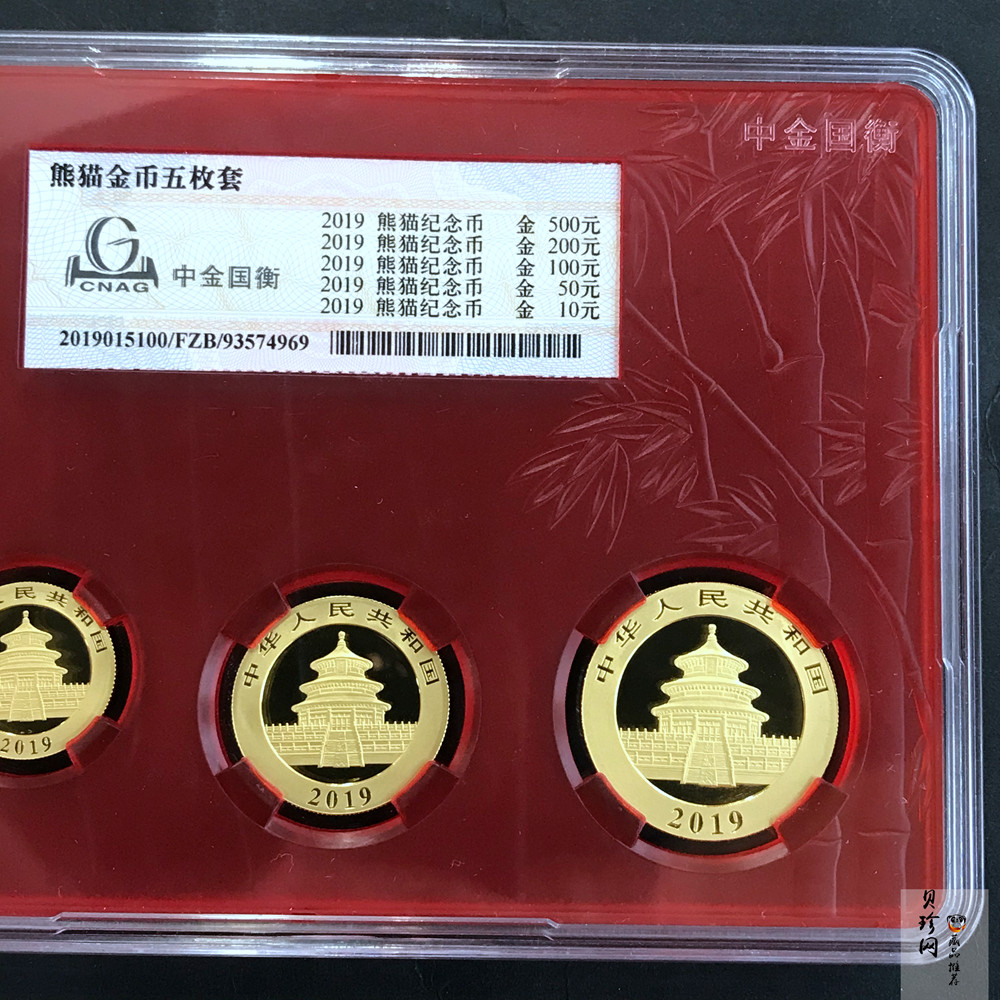 中金国衡
熊猫金币五枚套
CNAG 中金国衡
2019 熊猫纪念币 金 500元
2019 熊猫纪念币 金 200元
2019 熊猫纪念币 金 100元
2019 熊猫纪念币 金 50元
2019 熊猫纪念币 金 10元
2019015100/FZB/93574969
民共和国
2019
中华人民共和国
2019
中华人民共和国
2019
贝珍网
藏品推荐